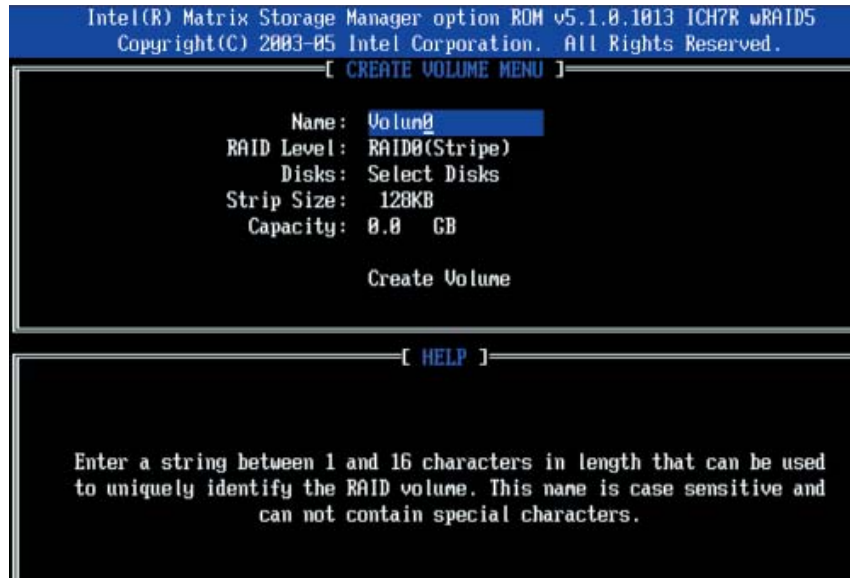 Intel(R) Matrix Storage Manager option ROM v5.1.0.1013 ICH7R wRAID5
Copyright(C) 2003-05 Intel Corporation. All Rights Reserved.
[ CREATE VOLUME MENU ]
Name: Volum0
RAID Level: RAID0(Stripe)
Disks: Select Disks
Strip Size: 128KB
Capacity: 0.0 GB
Create Volume
[ HELP ]
Enter a string between 1 and 16 characters in length that can be used
to uniquely identify the RAID volume. This name is case sensitive and
can not contain special characters.